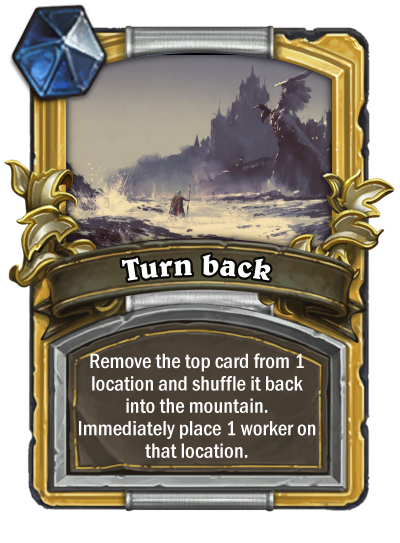 Turn back
Remove the top card from 1
location and shuffle it back
into the mountain.
Immediately place 1 worker on
that location.